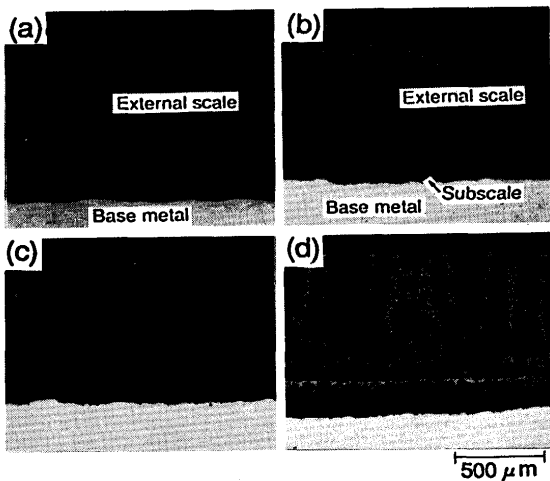 (a)
External scale
Base metal
(b)
External scale
Subscale
Base metal
(c)
(d)
500 μm